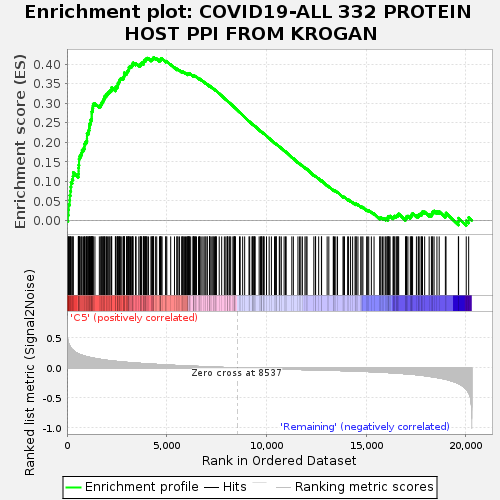 Enrichment plot: COVID19-ALL 332 PROTEIN
HOST PPI FROM KROGAN
Enrichment score (ES)
0.40
0.35
0.30
0.25
0.20
0.15
0.10
0.05
0.00
'C5' (positively correlated)
Ranked list metric (Signal2Noise)
0.5
0.0
-0.5
-1.0
Zero cross at 8537
'Remaining' (negatively correlated)
0
5,000
10,000
15,000
20,000
Rank in Ordered Dataset
Enrichment profile
Hits
Ranking metric scores